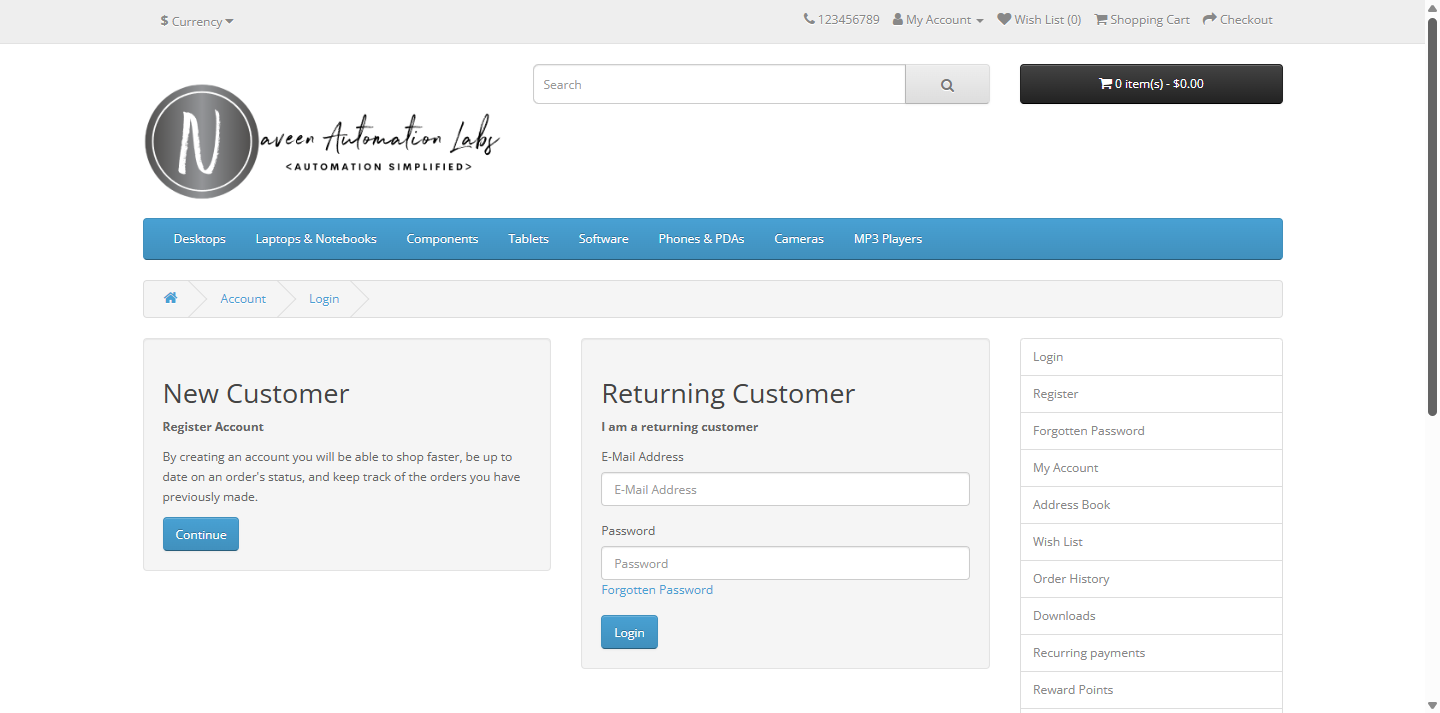 $ Currency
123456789
My Account
Wish List (0)
Shopping Cart
Checkout
N
aveen Automation Labs
<AUTOMATION SIMPLIFIED>
Search
0 item(s) - $0.00
Desktops
Laptops & Notebooks
Components
Tablets
Software
Phones & PDAs
Cameras
MP3 Players
Account
Login
New Customer
Register Account
By creating an account you will be able to shop faster, be up to
date on an order's status, and keep track of the orders you have
previously made.
Continue
Returning Customer
I am a returning customer
E-Mail Address
E-Mail Address
Password
Password
Forgotten Password
Login
Login
Register
Forgotten Password
My Account
Address Book
Wish List
Order History
Downloads
Recurring payments
Reward Points